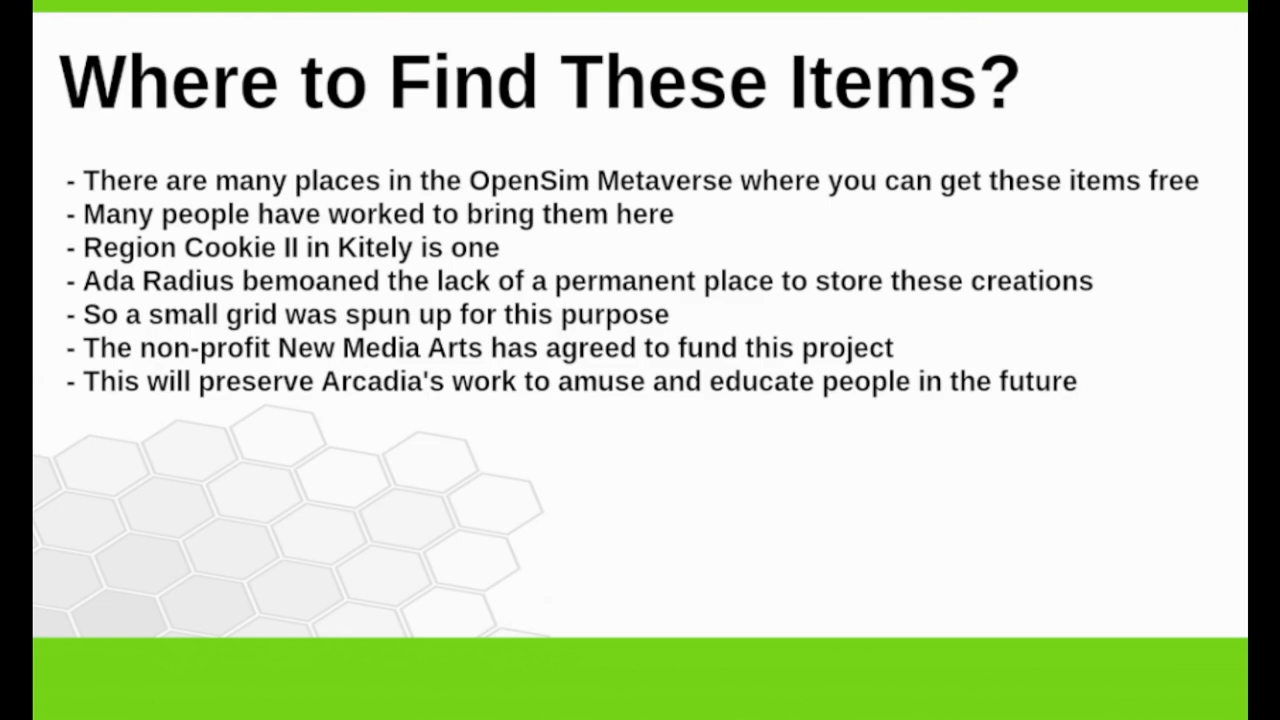 Where to Find These Items?
- There are many places in the OpenSim Metaverse where you can get these items free
- Many people have worked to bring them here
- Region Cookie II in Kitely is one
- Ada Radius bemoaned the lack of a permanent place to store these creations
- So a small grid was spun up for this purpose
- The non-profit New Media Arts has agreed to fund this project
- This will preserve Arcadia's work to amuse and educate people in the future